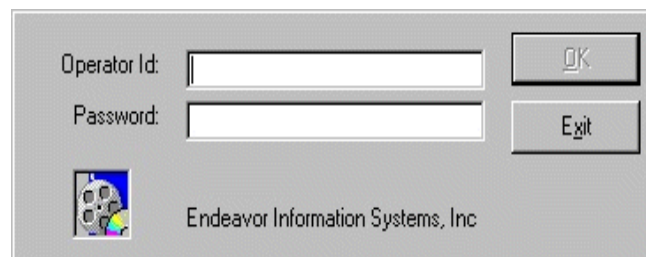 Operator Id:
OK
Password:
Exit
Endeavor Information Systems, Inc